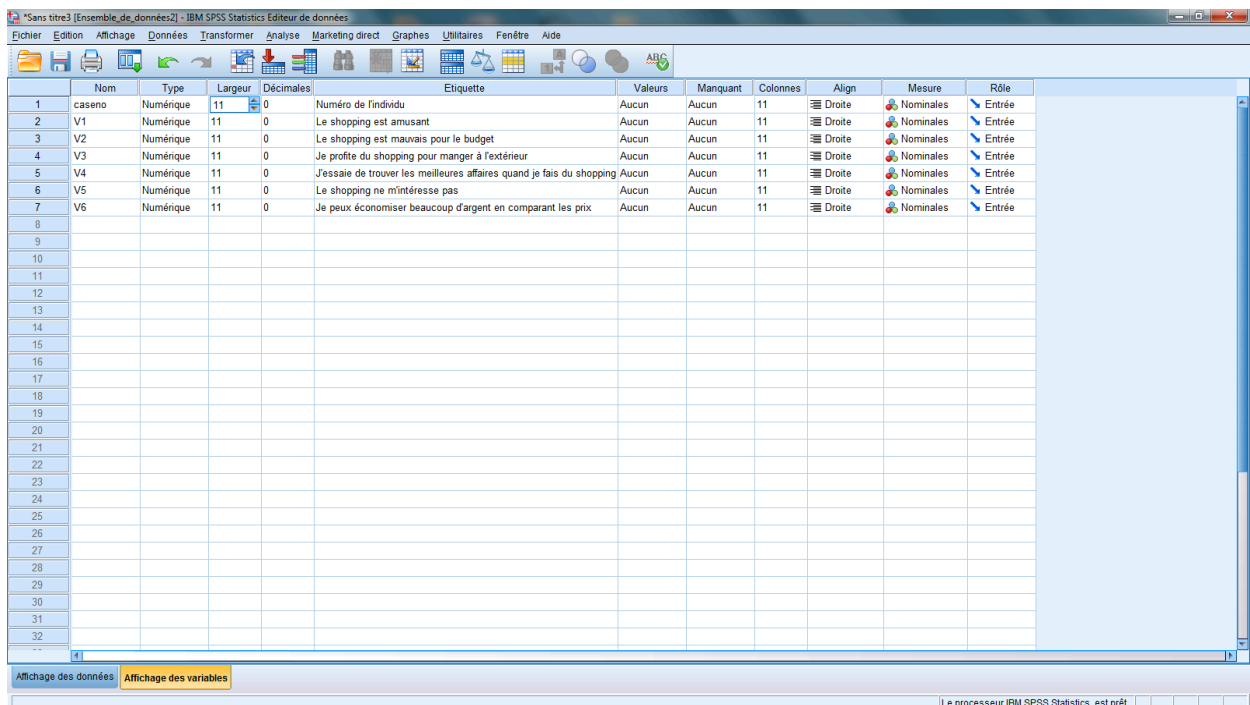 *Sans titre3 [Ensemble_de_données2] - IBM SPSS Statistics Editeur de données
Fichier Edition Affichage Données Transformer Analyse Marketing direct Graphes Utilitaires Fenêtre Aide
Nom Type Largeur Décimales Etiquette Valeurs Manquant Colonnes Align Mesure Rôle
1 caseno Numérique 11 0 Numéro de l'individu Aucun Aucun 11 Droite Nominales Entrée
2 V1 Numérique 11 0 Le shopping est amusant Aucun Aucun 11 Droite Nominales Entrée
3 V2 Numérique 11 0 Le shopping est mauvais pour le budget Aucun Aucun 11 Droite Nominales Entrée
4 V3 Numérique 11 0 Je profite du shopping pour manger à l'extérieur Aucun Aucun 11 Droite Nominales Entrée
5 V4 Numérique 11 0 J'essaie de trouver les meilleures affaires quand je fais du shopping Aucun Aucun 11 Droite Nominales Entrée
6 V5 Numérique 11 0 Le shopping ne m'intéresse pas Aucun Aucun 11 Droite Nominales Entrée
7 V6 Numérique 11 0 Je peux économiser beaucoup d'argent en comparant les prix Aucun Aucun 11 Droite Nominales Entrée
8
9
10
11
12
13
14
15
16
17
18
19
20
21
22
23
24
25
26
27
28
29
30
31
32
Affichage des données Affichage des variables
Le processeur IBM SPSS Statistics est prêt